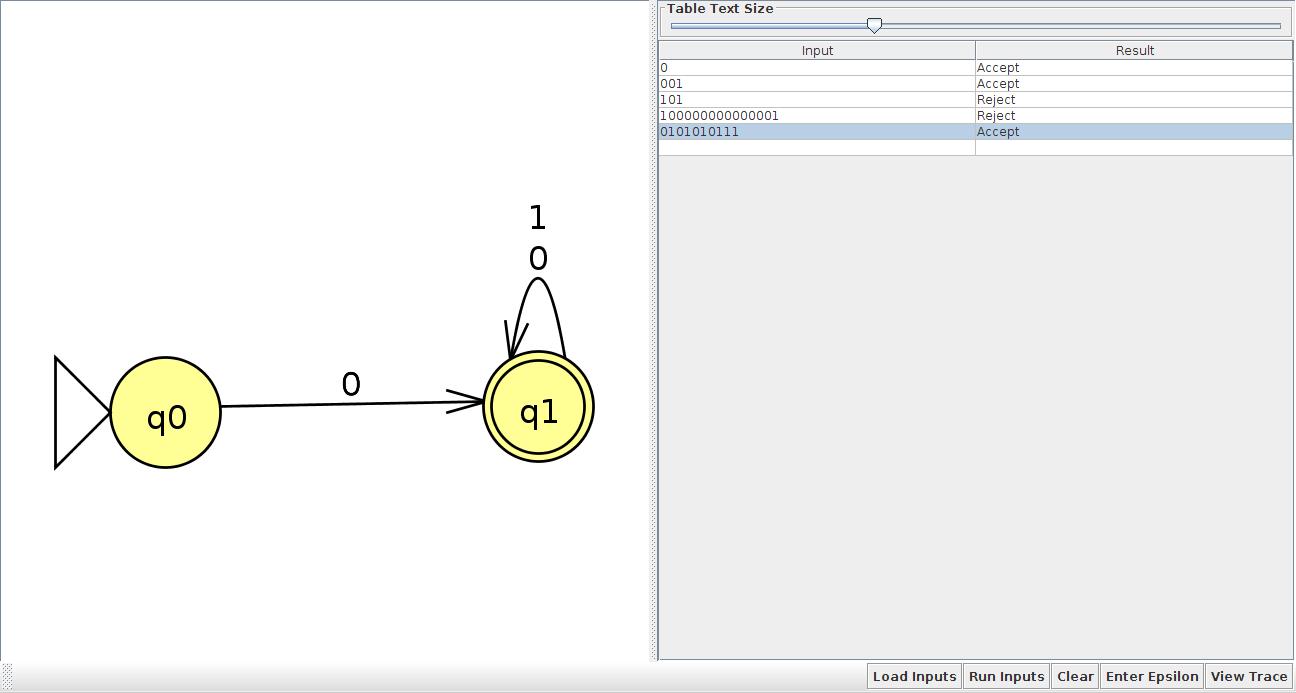 Table Text Size
Input Result
0 Accept
001 Accept
101 Reject
100000000000001 Reject
0101010111 Accept
1
0
0
q0
q1
Load Inputs Run Inputs Clear Enter Epsilon View Trace